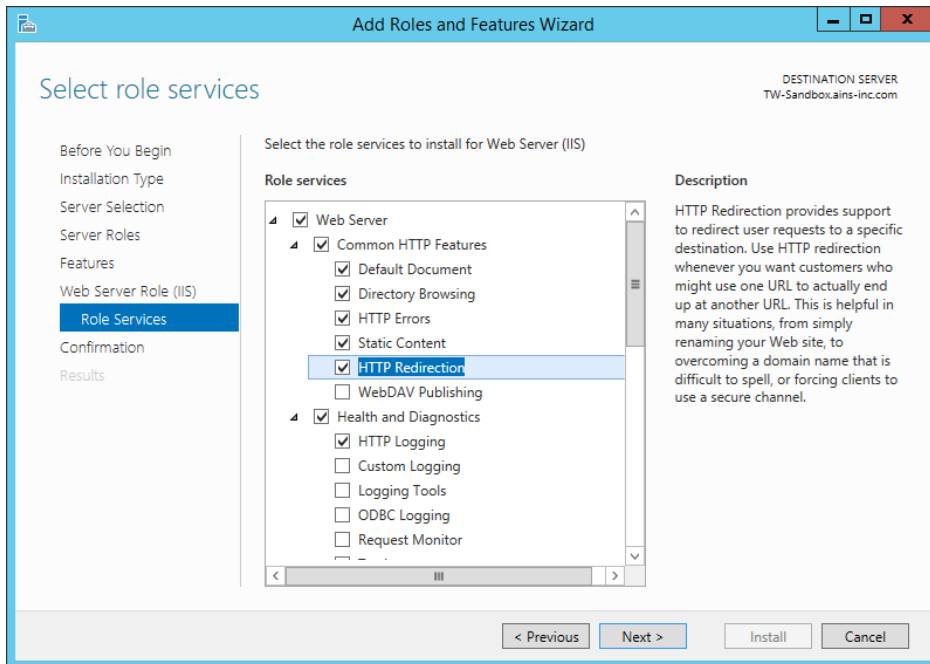 Add Roles and Features Wizard
Select role services
DESTINATION SERVER
TW-Sandbox.ains-inc.com
Before You Begin
Installation Type
Server Selection
Server Roles
Features
Web Server Role (IIS)
Role Services
Confirmation
Results
Select the role services to install for Web Server (IIS)
Role services
Web Server
Common HTTP Features
Default Document
Directory Browsing
HTTP Errors
Static Content
HTTP Redirection
WebDAV Publishing
Health and Diagnostics
HTTP Logging
Custom Logging
Logging Tools
ODBC Logging
Request Monitor
Description
HTTP Redirection provides support
to redirect user requests to a specific
destination. Use HTTP redirection
whenever you want customers who
might use one URL to actually end
up at another URL. This is helpful in
many situations, from simply
renaming your Web site, to
overcoming a domain name that is
difficult to spell, or forcing clients to
use a secure channel.
< Previous
Next >
Install
Cancel